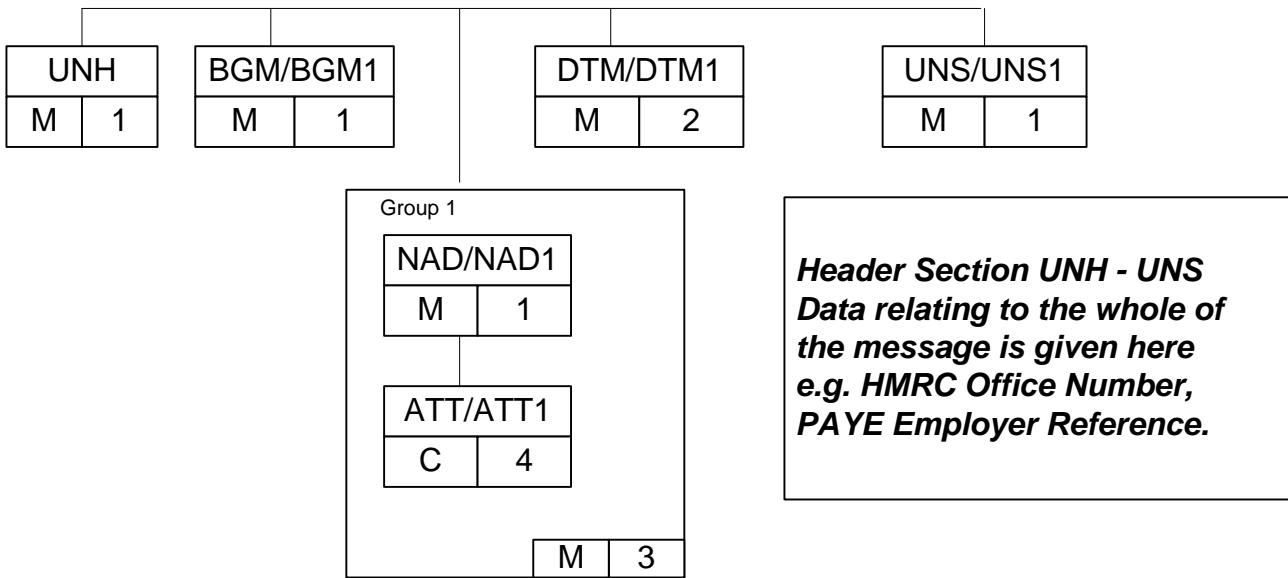 UNH
M 1
BGM/BGM1
M 1
DTM/DTM1
M 2
UNS/UNS1
M 1
Group 1
NAD/NAD1
M 1
ATT/ATT1
C 4
M 3
Header Section UNH - UNS
Data relating to the whole of
the message is given here
e.g. HMRC Office Number,
PAYE Employer Reference.